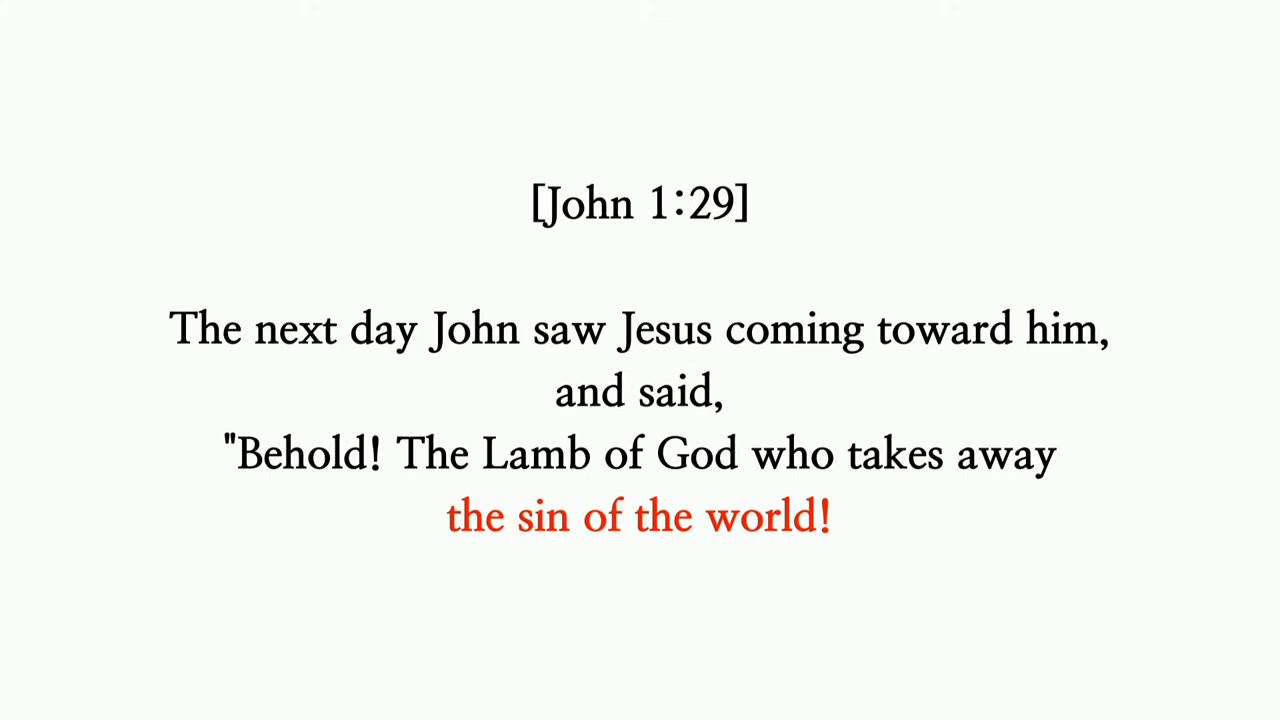 [John 1:29]
The next day John saw Jesus coming toward him,
and said,
"Behold! The Lamb of God who takes away
the sin of the world!